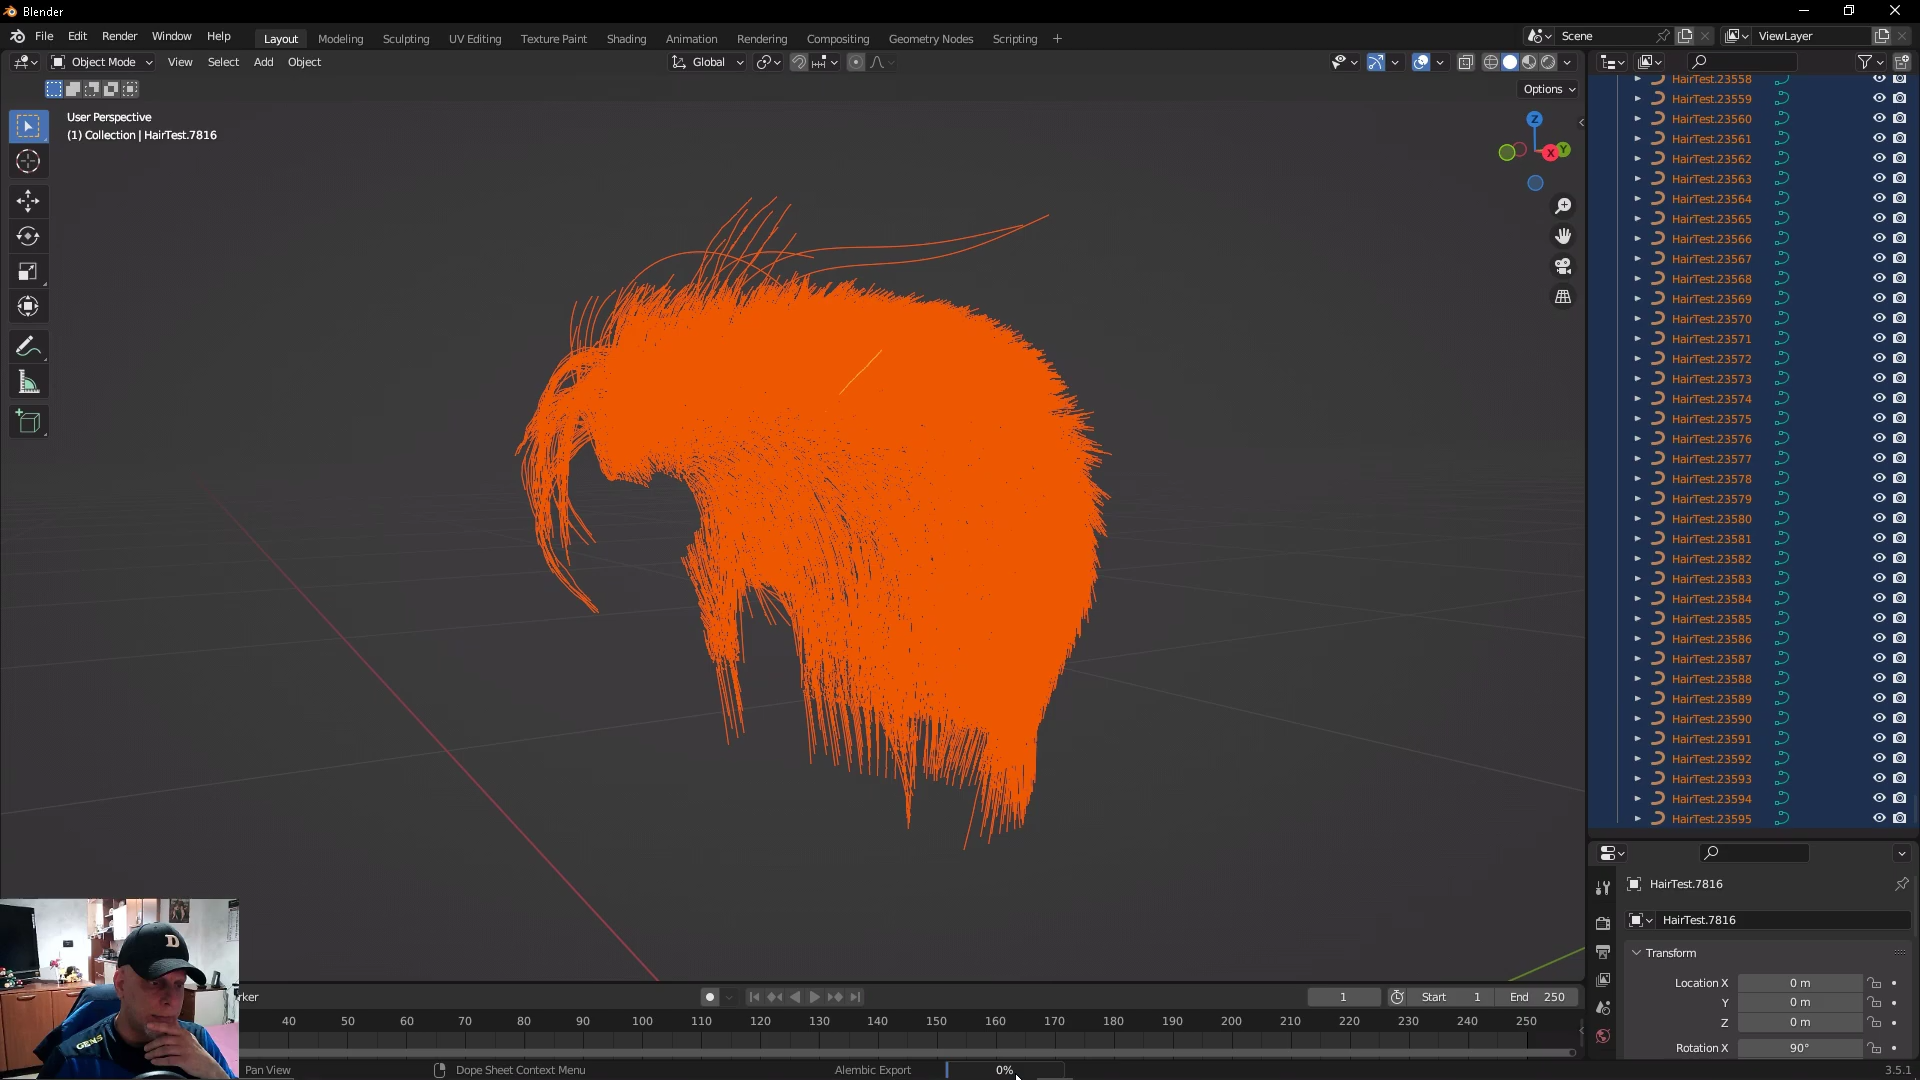 Blender
File Edit Render Window Help Layout Modeling Sculpting UV Editing Texture Paint Shading Animation Rendering Compositing Geometry Nodes Scripting + Scene ViewLayer
Object Mode View Select Add Object Global
Options
User Perspective
(1) Collection | HairTest.7816
Z
X
Y
HairTest.23558
HairTest.23559
HairTest.23560
HairTest.23561
HairTest.23562
HairTest.23563
HairTest.23564
HairTest.23565
HairTest.23566
HairTest.23567
HairTest.23568
HairTest.23569
HairTest.23570
HairTest.23571
HairTest.23572
HairTest.23573
HairTest.23574
HairTest.23575
HairTest.23576
HairTest.23577
HairTest.23578
HairTest.23579
HairTest.23580
HairTest.23581
HairTest.23582
HairTest.23583
HairTest.23584
HairTest.23585
HairTest.23586
HairTest.23587
HairTest.23588
HairTest.23589
HairTest.23590
HairTest.23591
HairTest.23592
HairTest.23593
HairTest.23594
HairTest.23595
HairTest.7816
HairTest.7816
Transform
Location X 0 m
Y 0 m
Z 0 m
Rotation X 90°
D
GENS
rker 1 Start 1 End 250
40 50 60 70 80 90 100 110 120 130 140 150 160 170 180 190 200 210 220 230 240 250
Pan View Dope Sheet Context Menu Alembic Export 0% 3.5.1